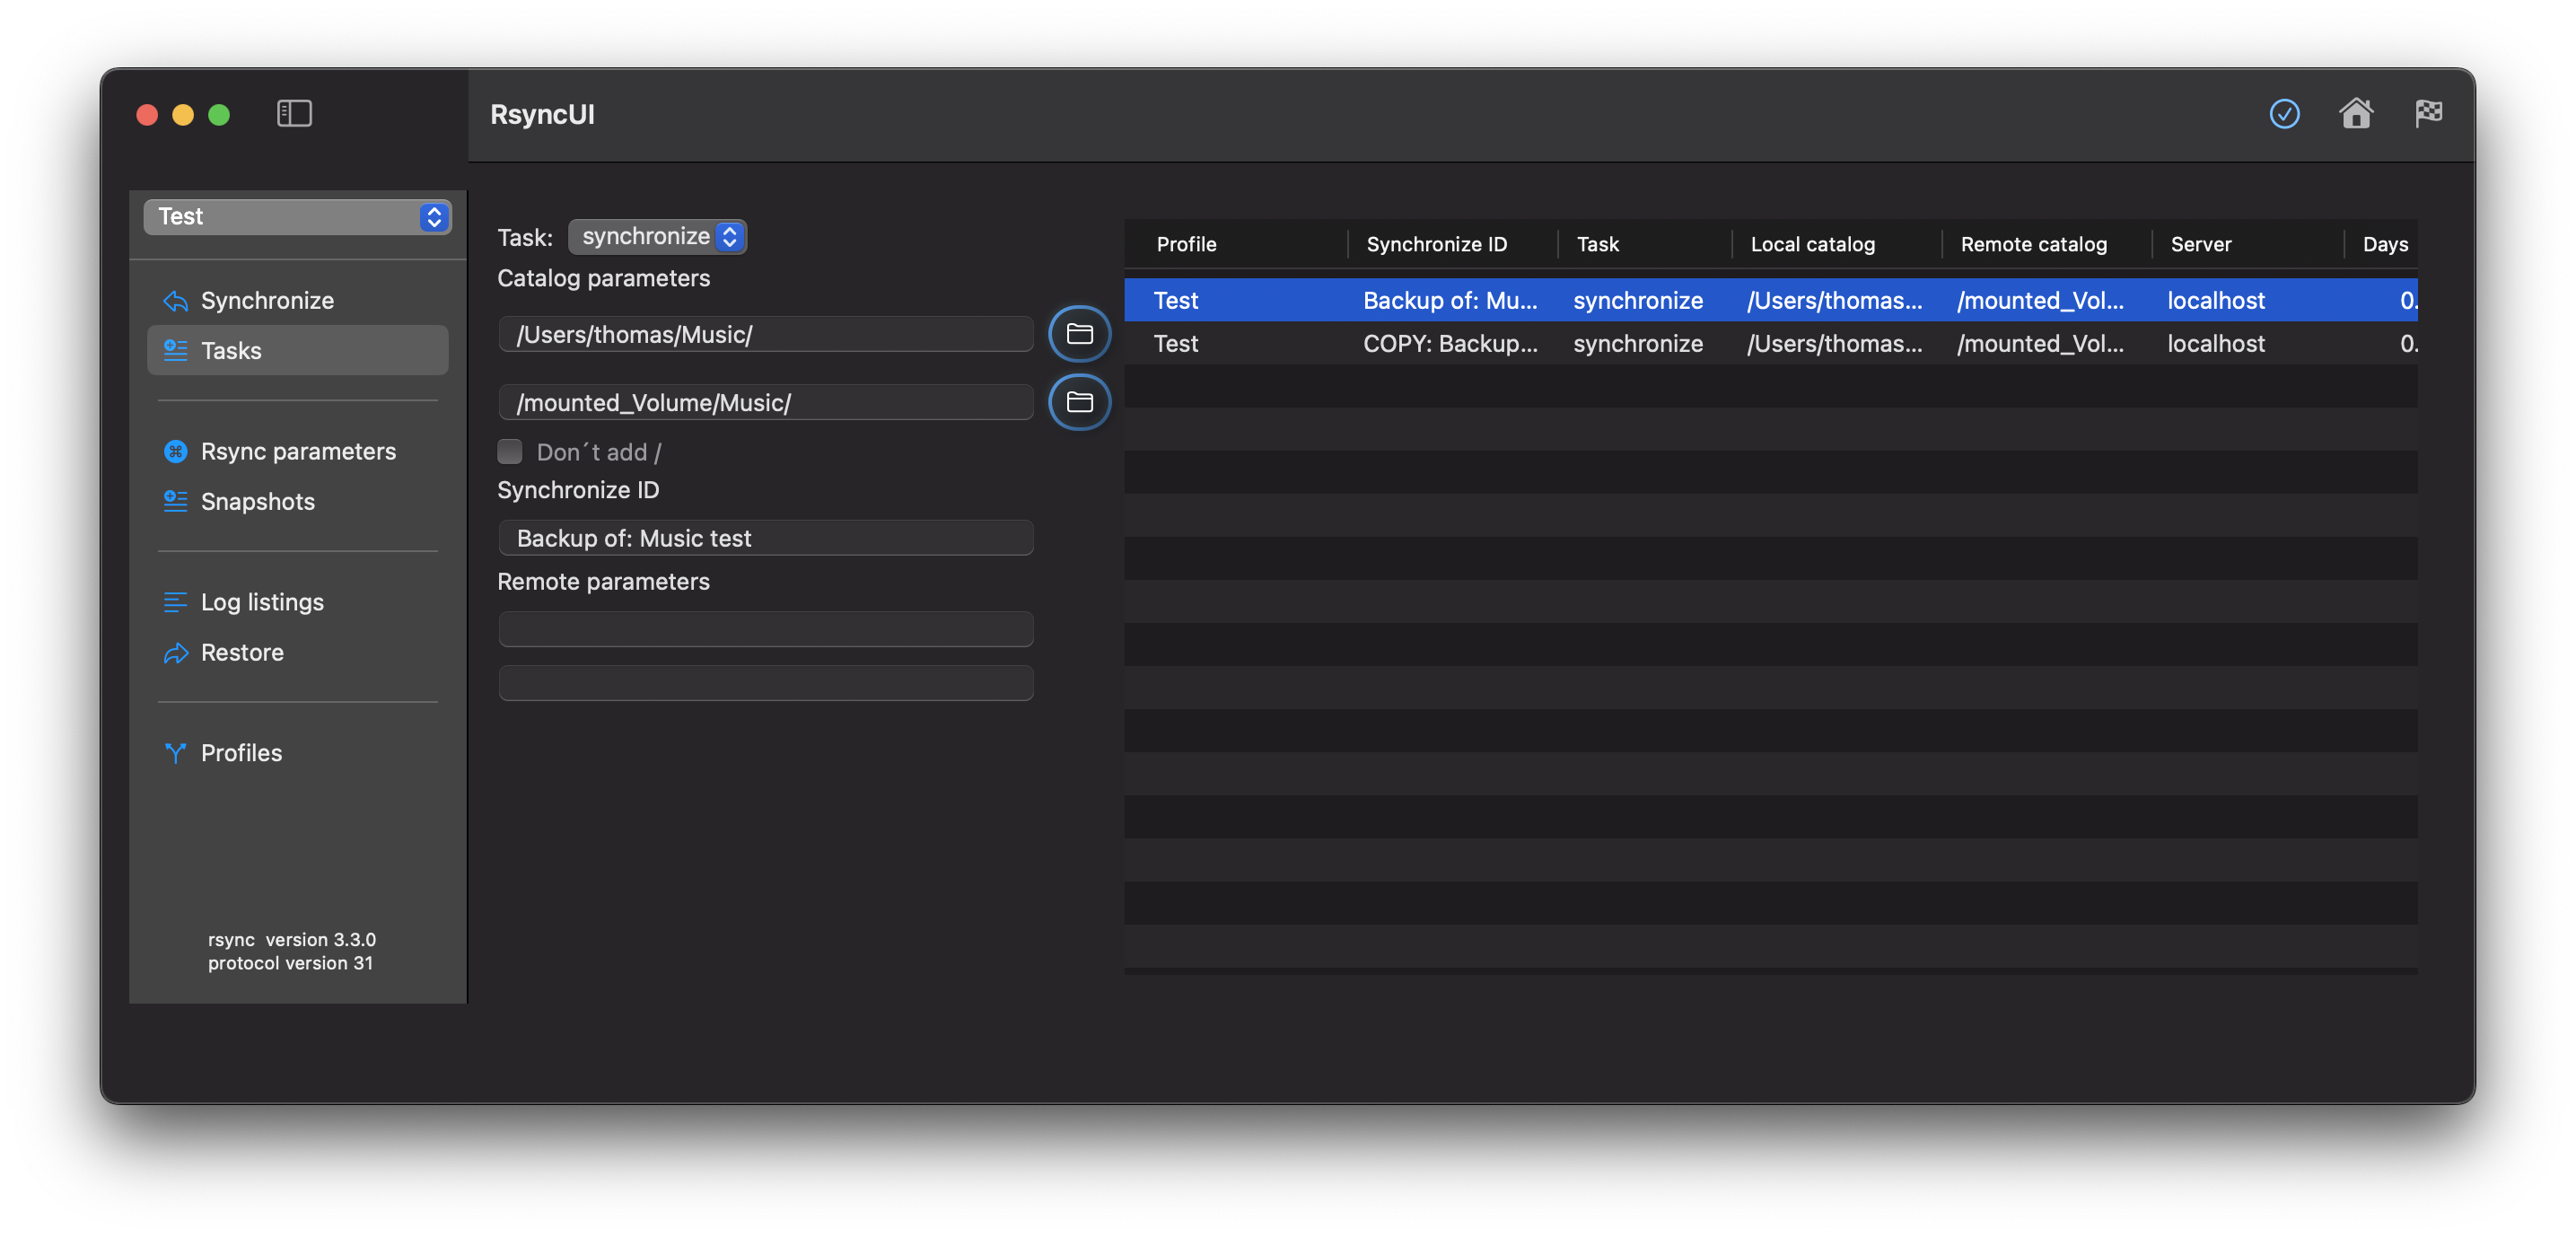 RsyncUI
Test
Synchronize
Tasks
Rsync parameters
Snapshots
Log listings
Restore
Profiles
rsync  version 3.3.0
protocol version 31
Task: synchronize
Catalog parameters
/Users/thomas/Music/
/mounted_Volume/Music/
Don´t add /
Synchronize ID
Backup of: Music test
Remote parameters
Profile Synchronize ID Task Local catalog Remote catalog Server Days
Test Backup of: Mu... synchronize /Users/thomas... /mounted_Vol... localhost 0.
Test COPY: Backup... synchronize /Users/thomas... /mounted_Vol... localhost 0.